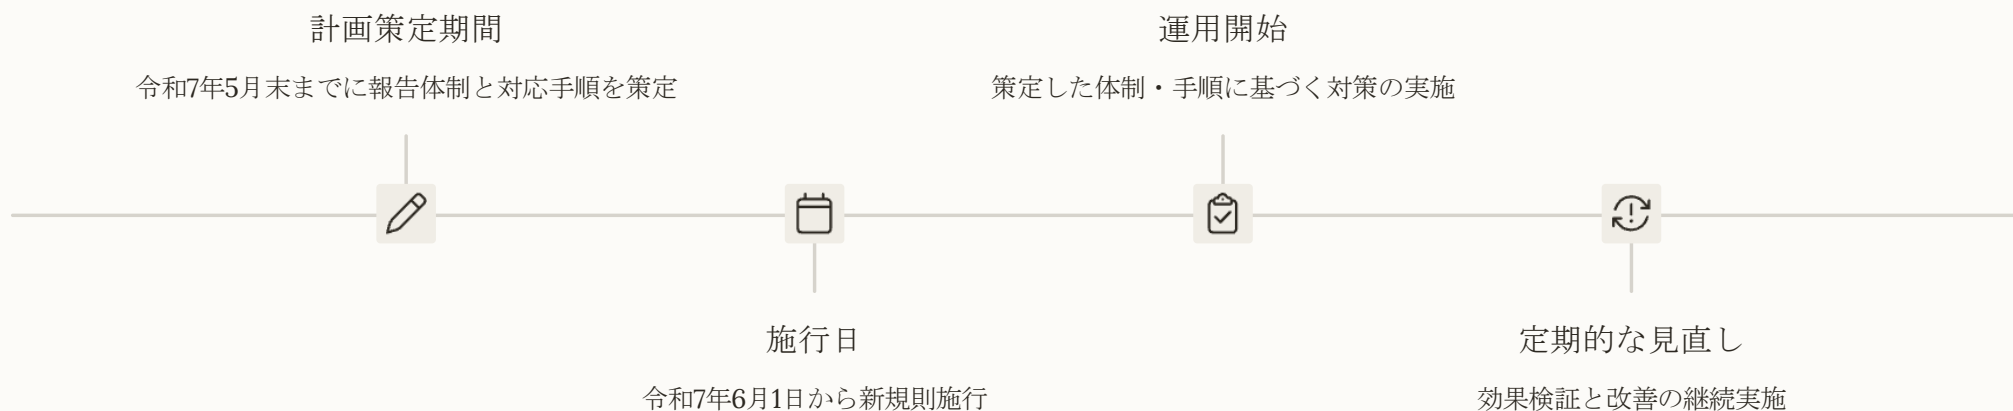 計画策定期間
令和7年5月末までに報告体制と対応手順を策定
施行日
令和7年6月1日から新規則施行
運用開始
策定した体制・手順に基づく対策の実施
定期的な見直し
効果検証と改善の継続実施